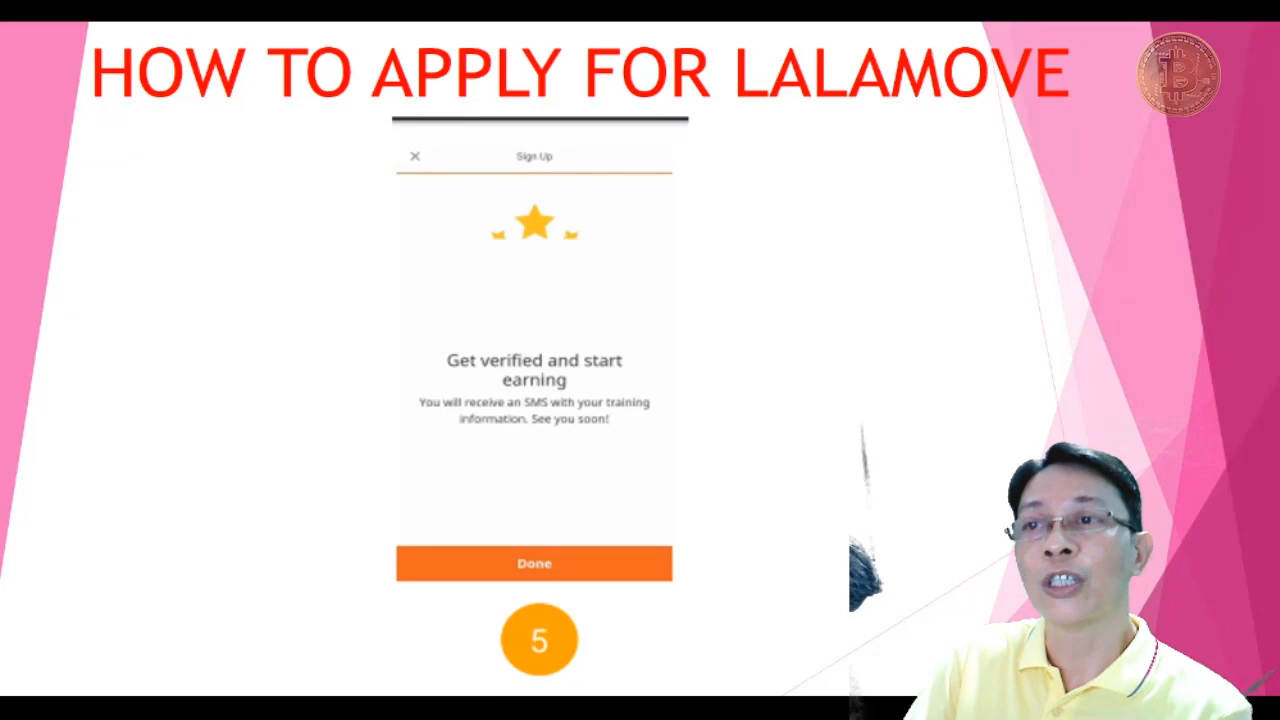 HOW TO APPLY FOR LALAMOVE
Sign Up
Get verified and start
earning
You will receive an SMS with your training
information. See you soon!
Done
5